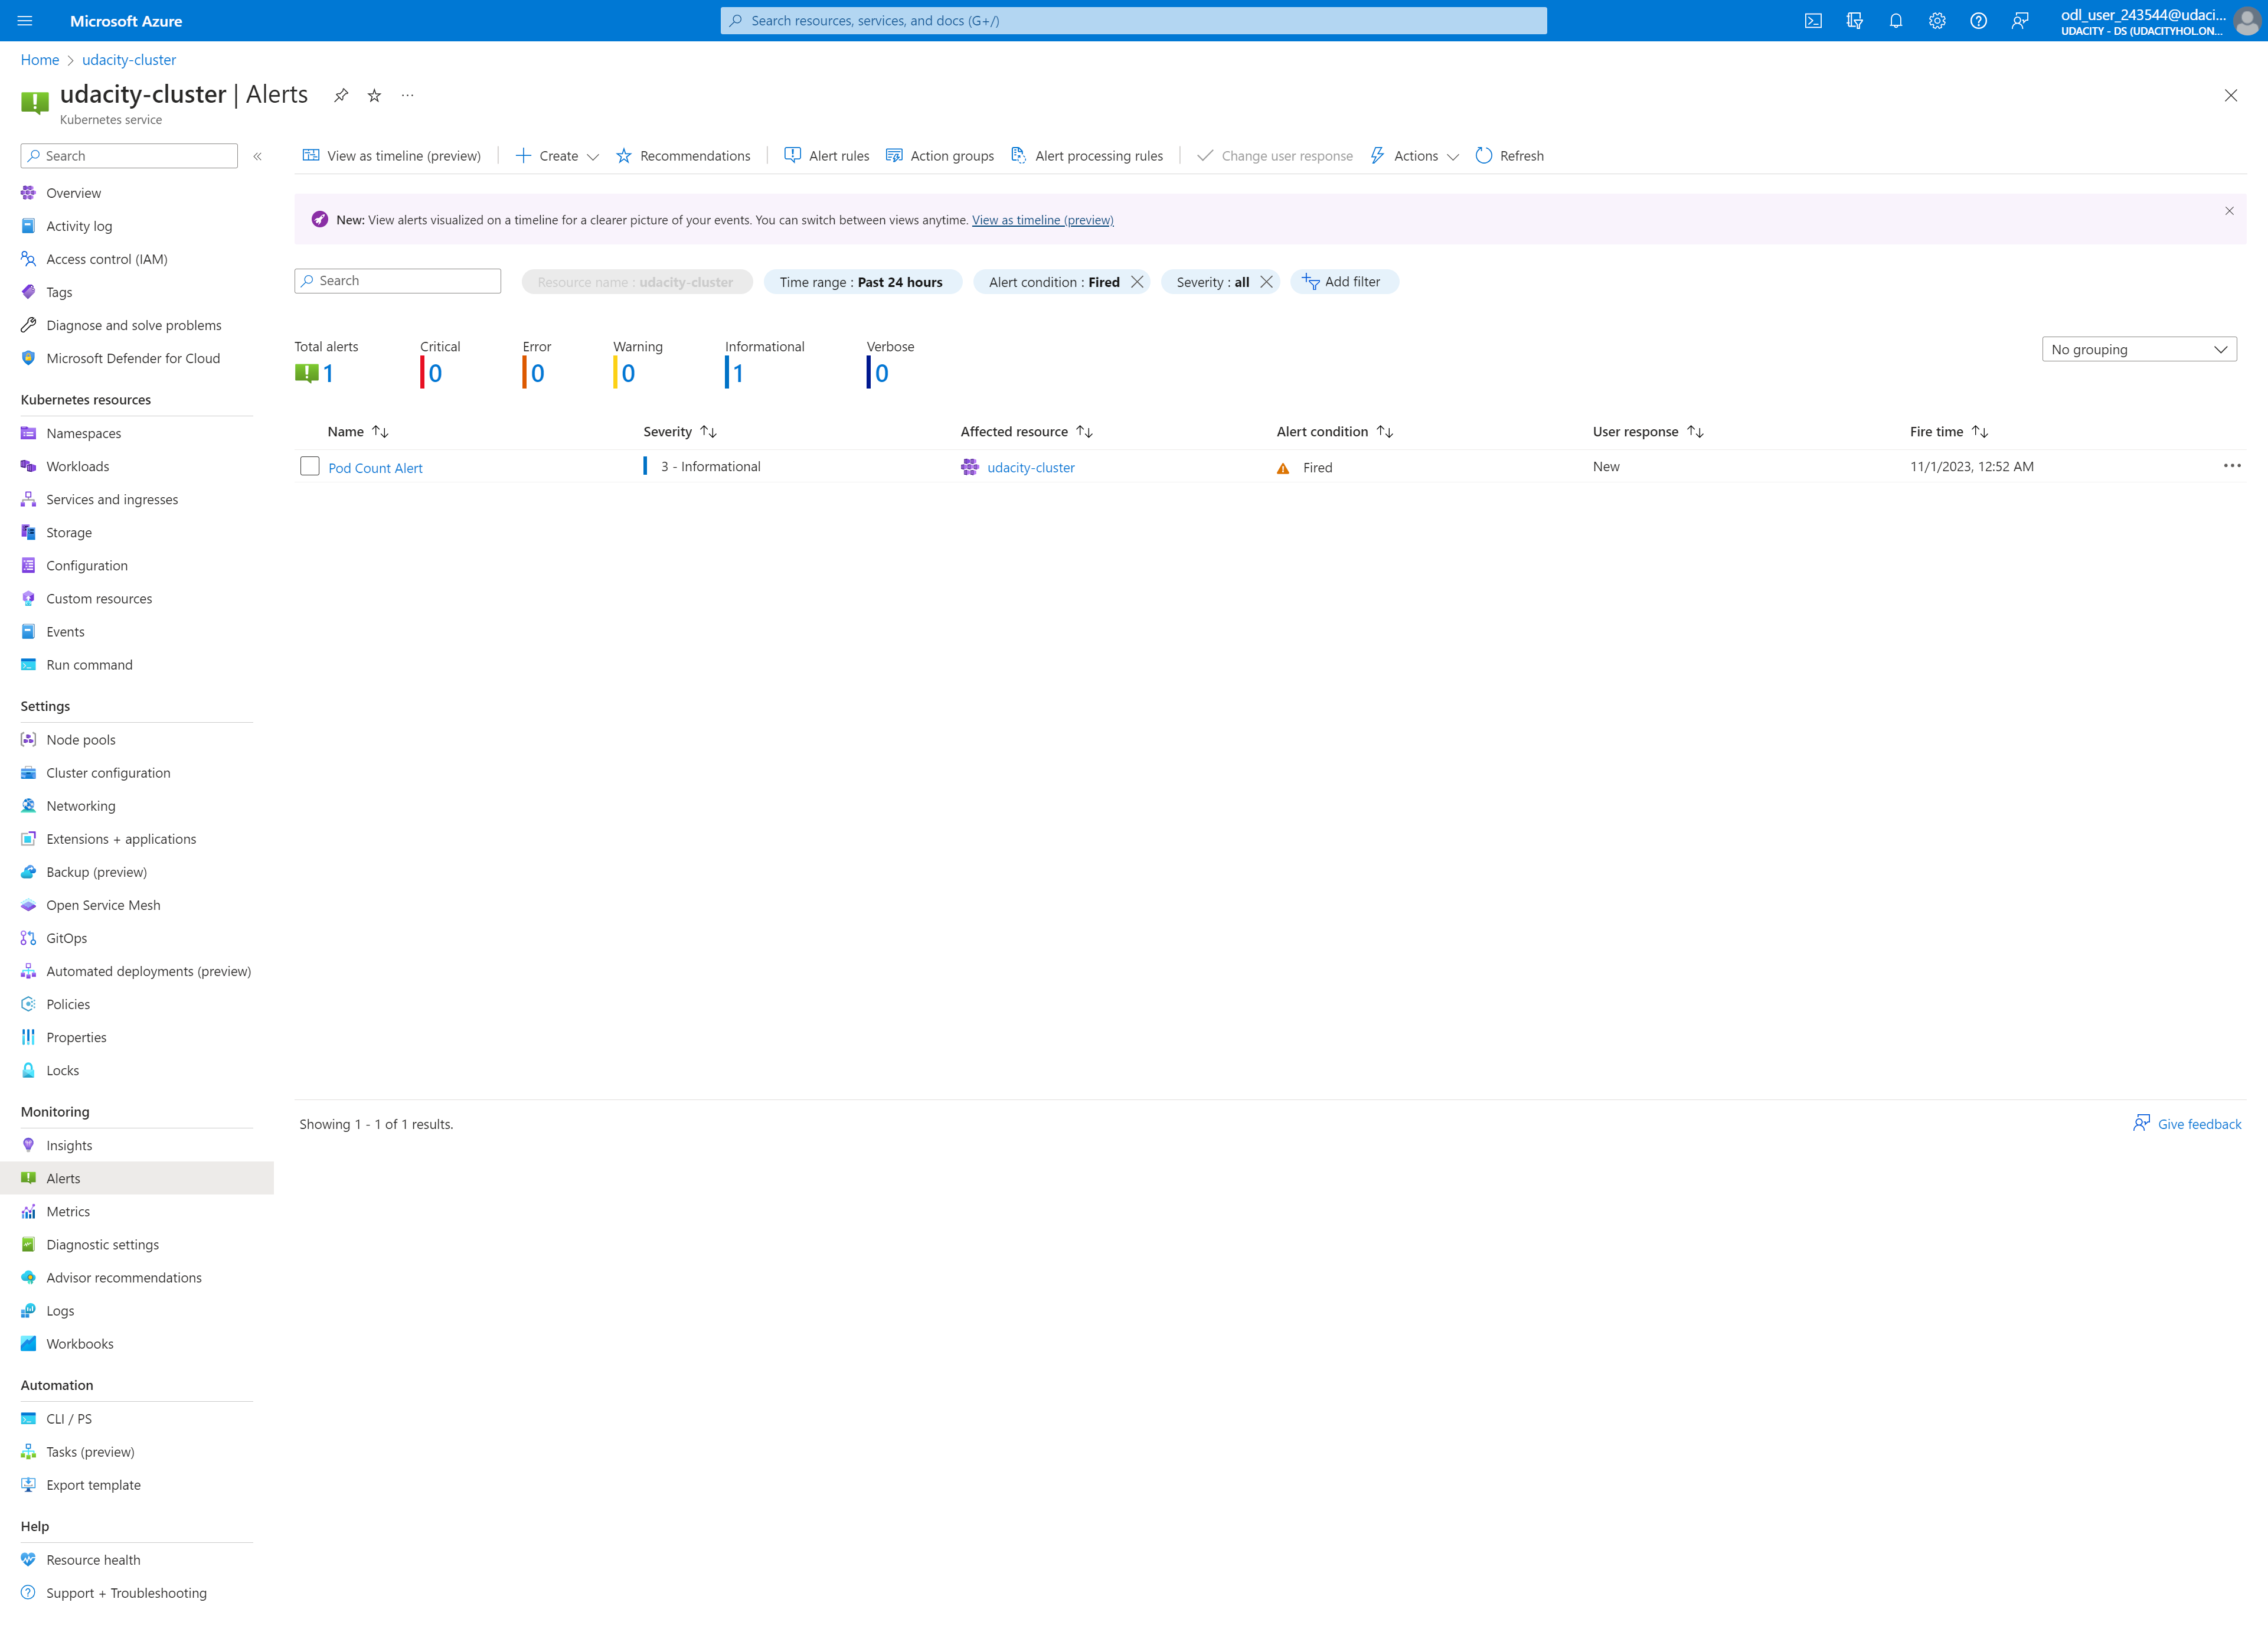 Microsoft Azure
Search resources, services, and docs (G+/)
odl_user_243544@udaci...
UDACITY - DS (UDACITYHOL.ON...
Home > udacity-cluster
udacity-cluster | Alerts
Kubernetes service
Search
View as timeline (preview)
Create
Recommendations
Alert rules
Action groups
Alert processing rules
Change user response
Actions
Refresh
Overview
Activity log
Access control (IAM)
Tags
Diagnose and solve problems
Microsoft Defender for Cloud
Kubernetes resources
Namespaces
Workloads
Services and ingresses
Storage
Configuration
Custom resources
Events
Run command
Settings
Node pools
Cluster configuration
Networking
Extensions + applications
Backup (preview)
Open Service Mesh
GitOps
Automated deployments (preview)
Policies
Properties
Locks
Monitoring
Insights
Alerts
Metrics
Diagnostic settings
Advisor recommendations
Logs
Workbooks
Automation
CLI / PS
Tasks (preview)
Export template
Help
Resource health
Support + Troubleshooting
New: View alerts visualized on a timeline for a clearer picture of your events. You can switch between views anytime. View as timeline (preview)
Search
Resource name : udacity-cluster
Time range : Past 24 hours
Alert condition : Fired
Severity : all
Add filter
Total alerts
1
Critical
0
Error
0
Warning
0
Informational
1
Verbose
0
No grouping
Name
Severity
Affected resource
Alert condition
User response
Fire time
Pod Count Alert
3 - Informational
udacity-cluster
Fired
New
11/1/2023, 12:52 AM
Showing 1 - 1 of 1 results.
Give feedback